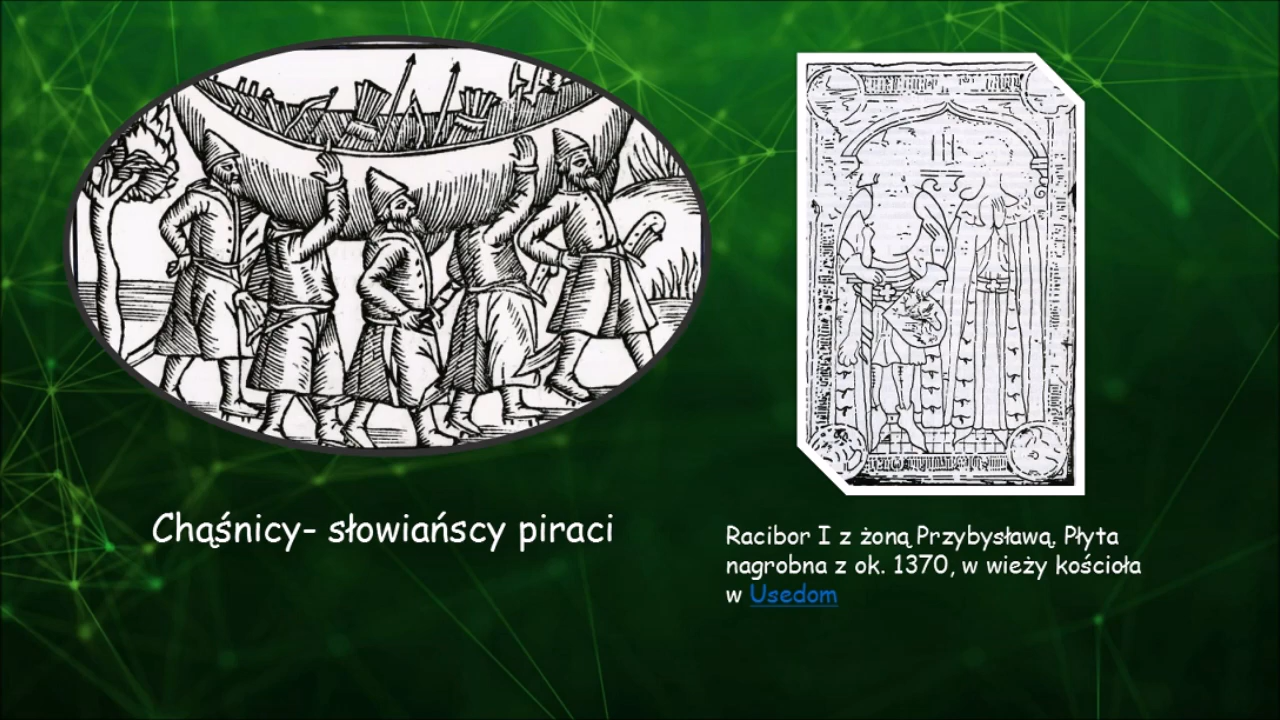 Chąśnicy- słowiańscy piraci
Racibor I z żoną Przybysławą. Płyta
nagrobna z ok. 1370, w wieży kościoła
w Usedom